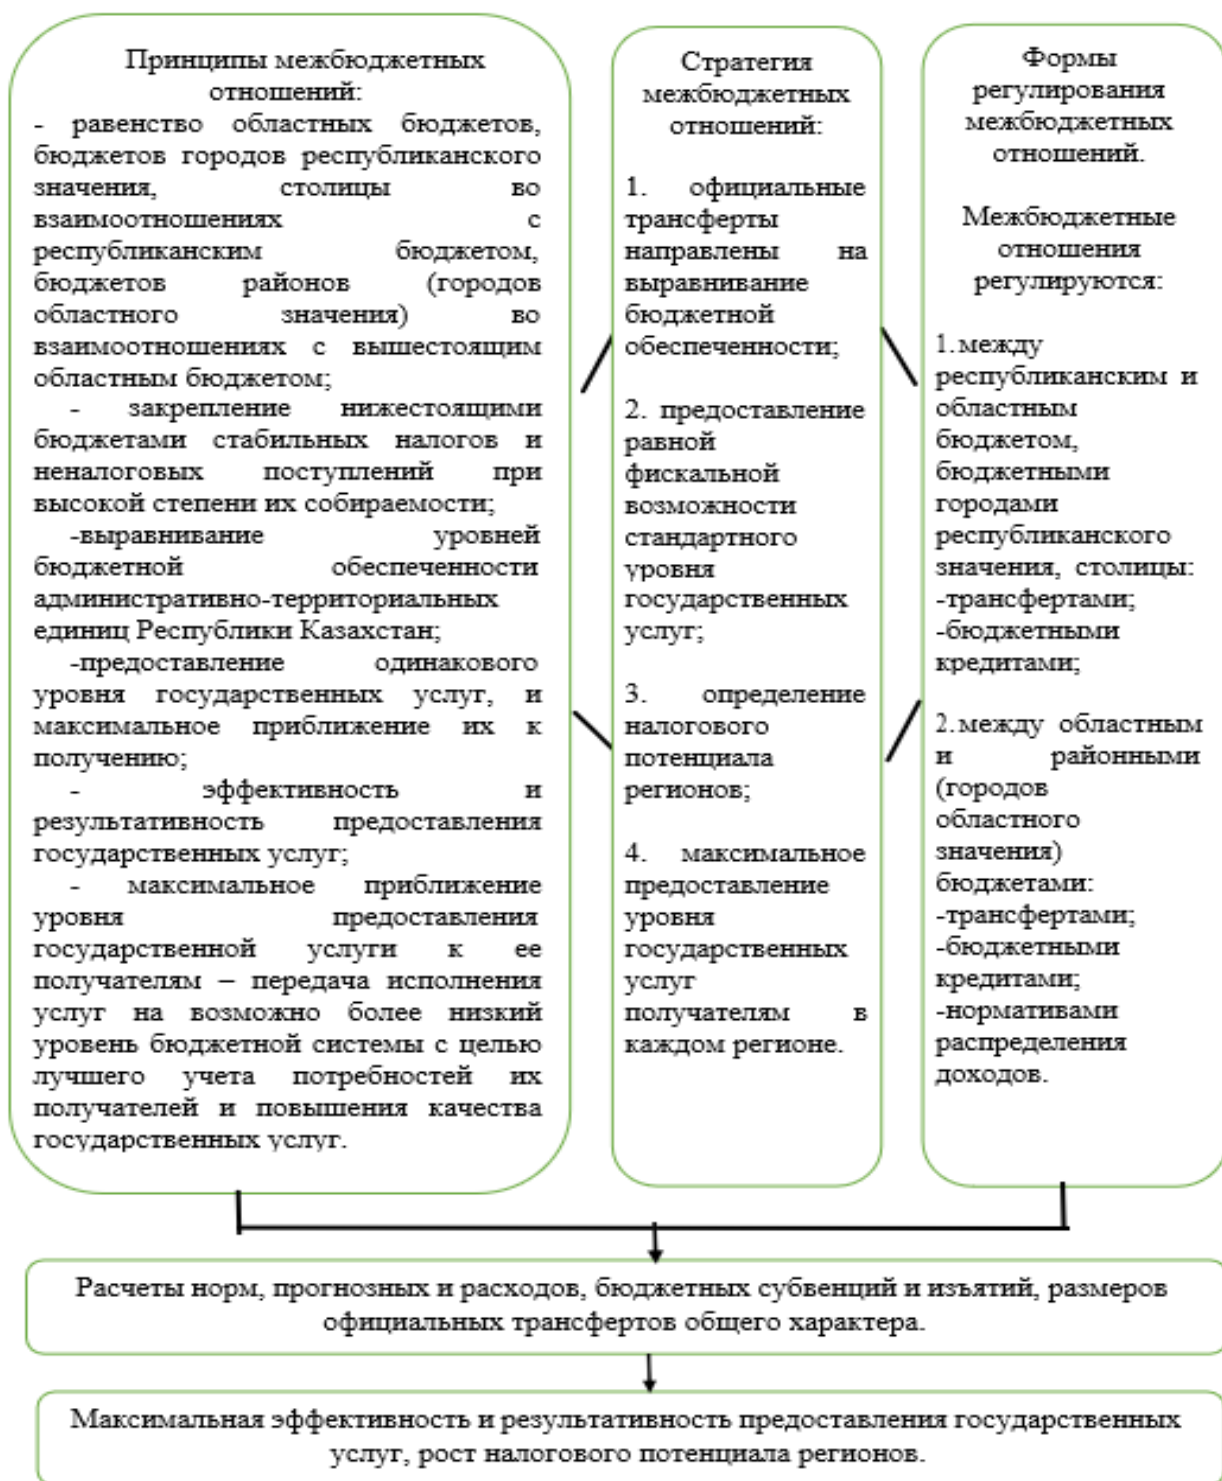 Принципы межбюджетных
отношений:
- равенство областных бюджетов,
бюджетов городов республиканского
значения, столицы во
взаимоотношениях с
республиканским бюджетом,
бюджетов районов (городов
областного значения) во
взаимоотношениях с вышестоящим
областным бюджетом;
- закрепление нижестоящими
бюджетами стабильных налогов и
неналоговых поступлений при
высокой степени их собираемости;
-выравнивание уровней
бюджетной обеспеченности
административно-территориальных
единиц Республики Казахстан;
-предоставление одинакового
уровня государственных услуг, и
максимальное приближение их к
получению;
- эффективность и
результативность предоставления
государственных услуг;
- максимальное приближение
уровня предоставления
государственной услуги к ее
получателям – передача исполнения
услуг на возможно более низкий
уровень бюджетной системы с целью
лучшего учета потребностей их
получателей и повышения качества
государственных услуг.
Стратегия
межбюджетных
отношений:
1. официальные
трансферты
направлены на
выравнивание
бюджетной
обеспеченности;
2. предоставление
равной
фискальной
возможности
стандартного
уровня
государственных
услуг;
3. определение
налогового
потенциала
регионов;
4. максимальное
предоставление
уровня
государственных
услуг
получателям в
каждом регионе.
Формы
регулирования
межбюджетных
отношений.
Межбюджетные
отношения
регулируются:
1. между
республиканским и
областным
бюджетом,
бюджетными
городами
республиканского
значения, столицы:
-трансфертами;
-бюджетными
кредитами;
2. между областным
и районными
(городов
областного
значения)
бюджетами:
-трансфертами;
-бюджетными
кредитами;
-нормативами
распределения
доходов.
Расчеты норм, прогнозных и расходов, бюджетных субвенций и изъятий, размеров
официальных трансфертов общего характера.
Максимальная эффективность и результативность предоставления государственных
услуг, рост налогового потенциала регионов.